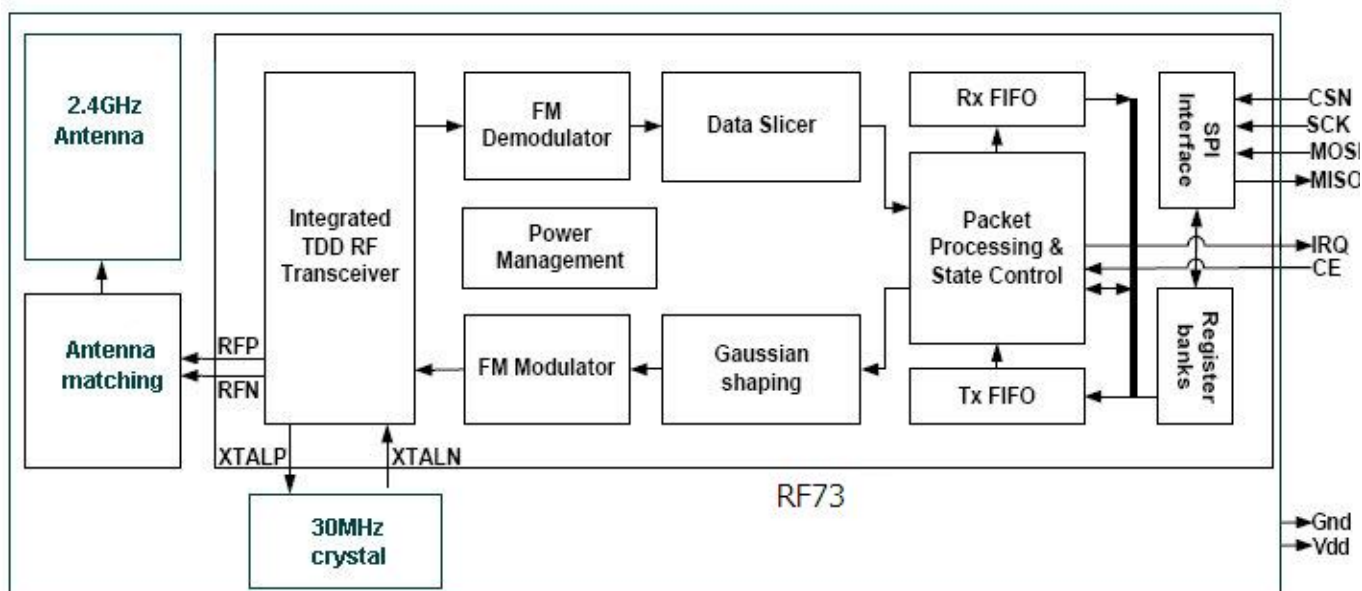 2.4GHz
Antenna
Antenna
matching
RFP
RFN
XTALP
XTALN
30MHz
crystal
Integrated
TDD RF
Transceiver
FM
Demodulator
Data Slicer
Power
Management
FM Modulator
Gaussian
shaping
Rx FIFO
Packet
Processing &
State Control
Tx FIFO
SPI
Interface
Register
banks
CSN
SCK
MOSI
MISO
IRQ
CE
RF73
Gnd
Vdd